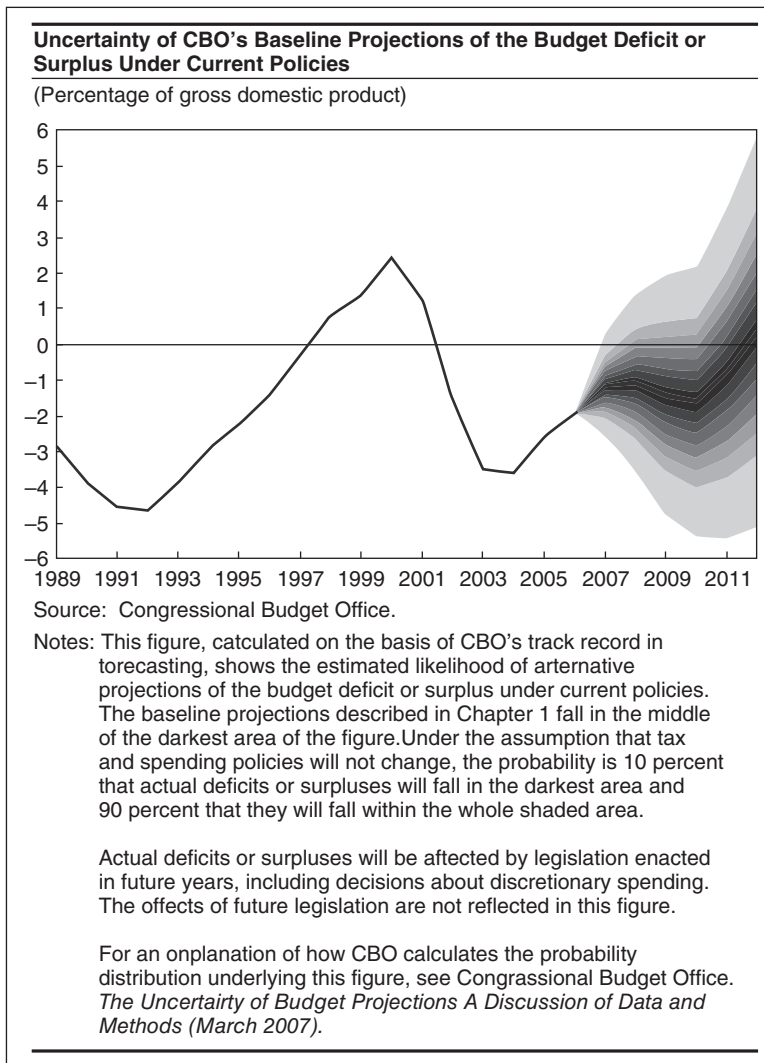 Uncertainty of CBO's Baseline Projections of the Budget Deficit or
Surplus Under Current Policies
(Percentage of gross domestic product)
6
5
4
3
2
1
0
–1
–2
–3
–4
–5
–6
1989 1991 1993 1995 1997 1999 2001 2003 2005 2007 2009 2011
Source: Congressional Budget Office.
Notes: This figure, catculated on the basis of CBO's track record in
torecasting, shows the estimated likelihood of arternative
projections of the budget deficit or surplus under current policies.
The baseline projections described in Chapter 1 fall in the middle
of the darkest area of the figure.Under the assumption that tax
and spending policies will not change, the probability is 10 percent
that actual deficits or surpluses will fall in the darkest area and
90 percent that they will fall within the whole shaded area.
Actual deficits or surpluses will be affected by legislation enacted
in future years, including decisions about discretionary spending.
The offects of future legislation are not reflected in this figure.
For an onplanation of how CBO calculates the probability
distribution underlying this figure, see Congrassional Budget Office.
The Uncertairty of Budget Projections A Discussion of Data and
Methods (March 2007).